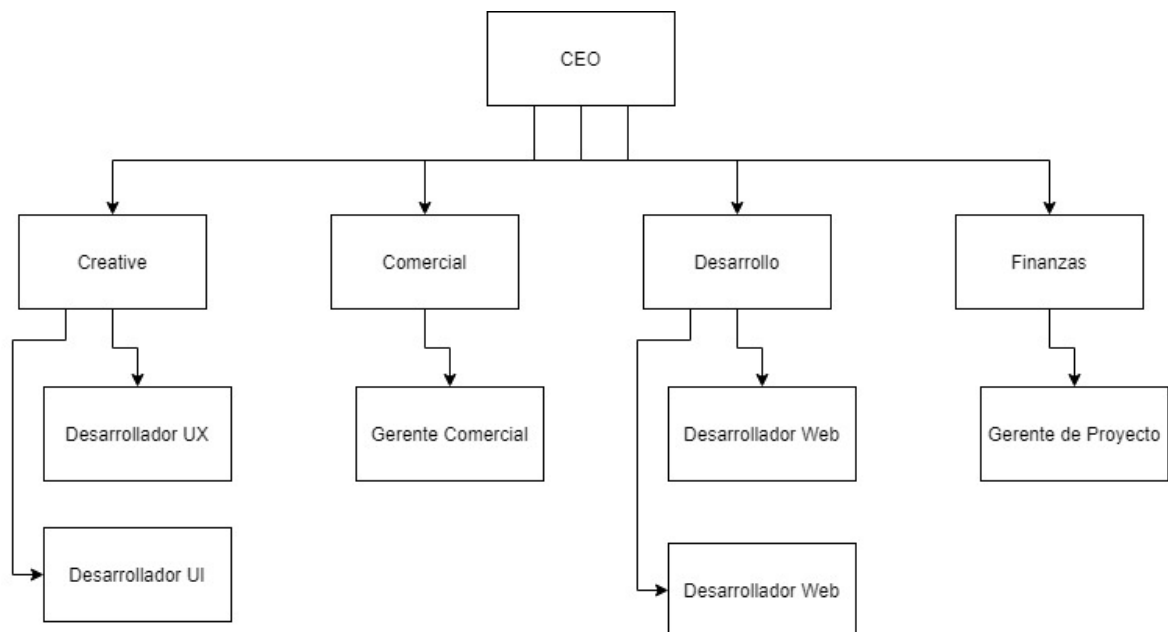 CEO
Creative
Comercial
Desarrollo
Finanzas
Desarrollador UX
Gerente Comercial
Desarrollador Web
Gerente de Proyecto
Desarrollador UI
Desarrollador Web